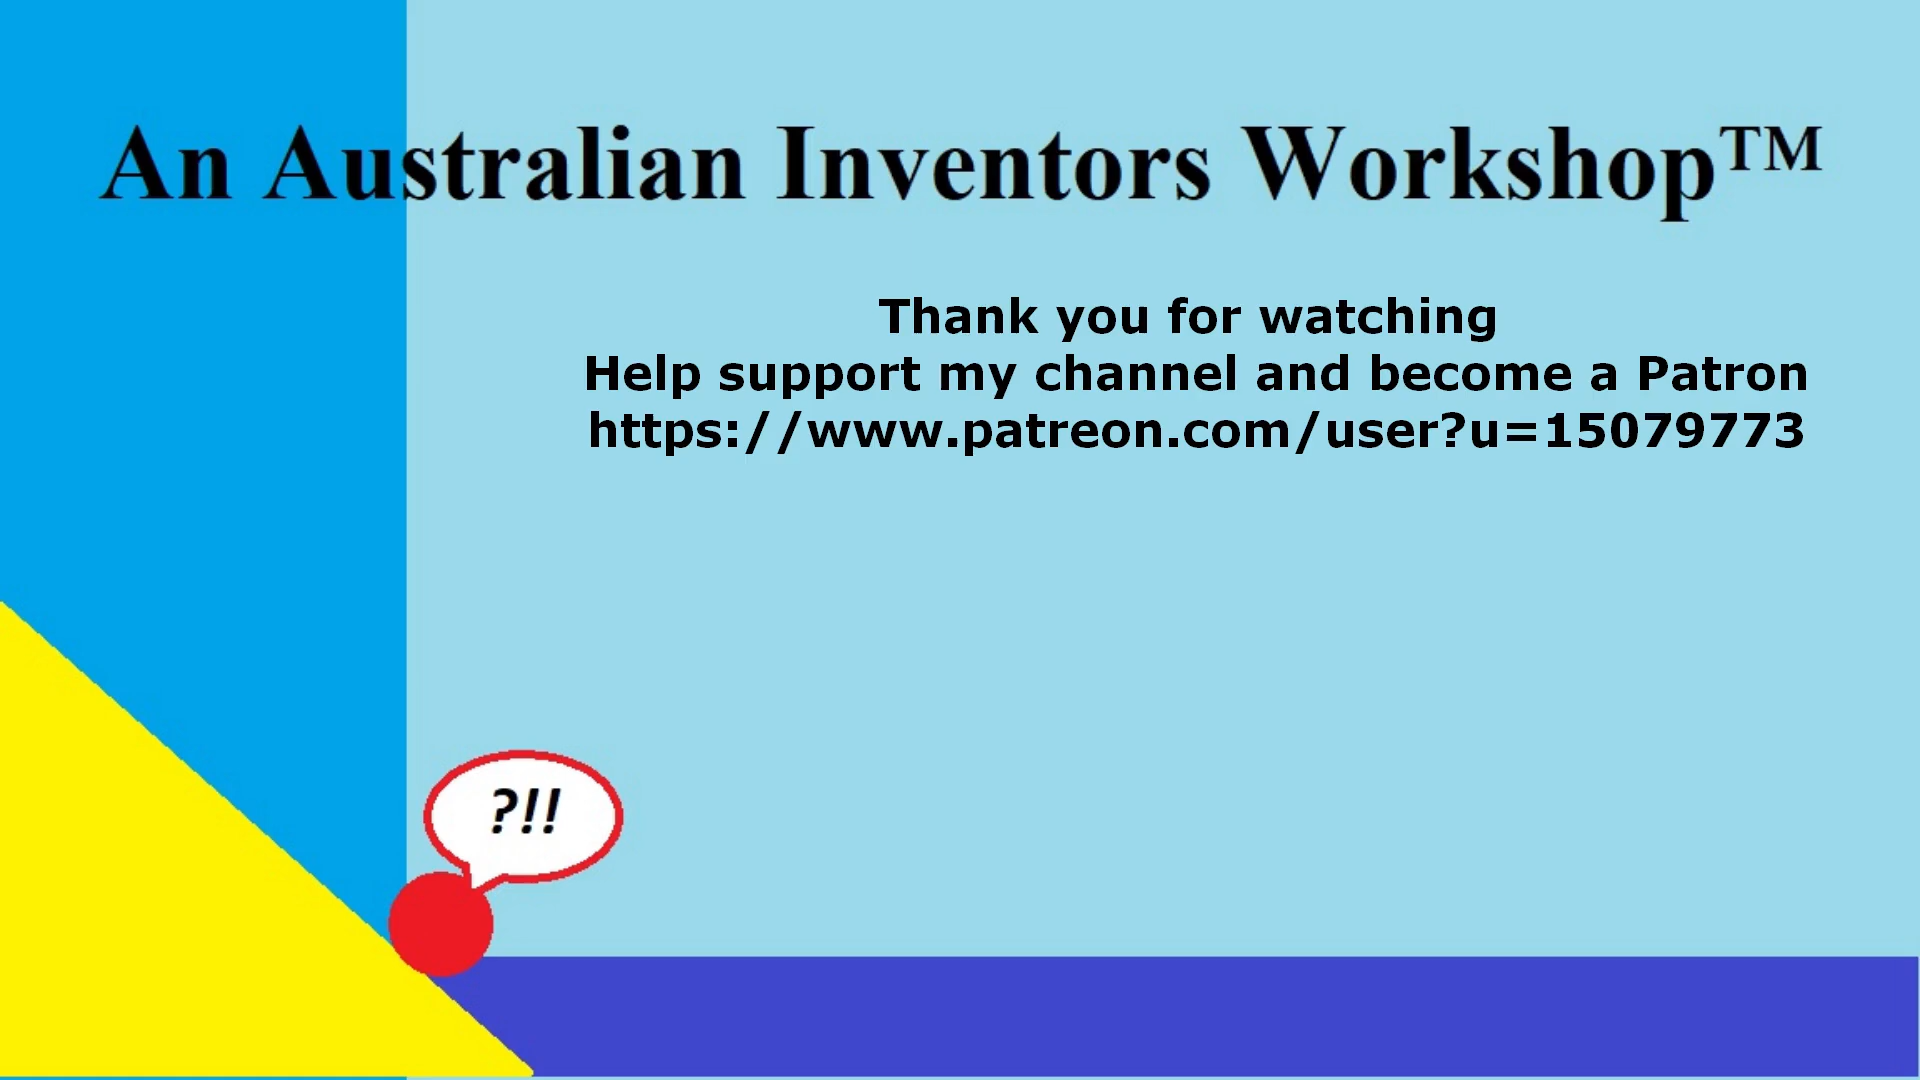 An Australian Inventors Workshop™
Thank you for watching
Help support my channel and become a Patron
https://www.patreon.com/user?u=15079773
?!!